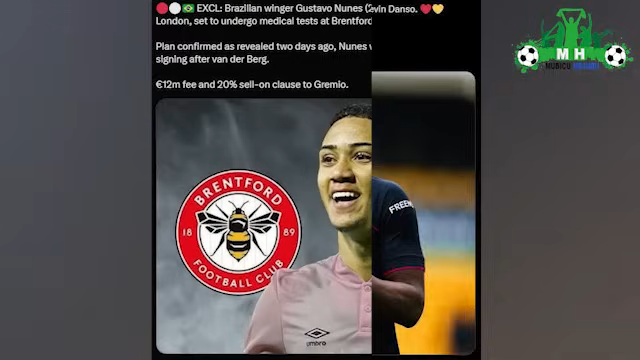 🔴⚪🇧🇷 EXCL: Brazilian winger Gustavo Nunes (
evin Danso. ❤️💛
London, set to undergo medical tests at Brentford
Plan confirmed as revealed two days ago, Nunes
signing after van der Berg.
€12m fee and 20% sell-on clause to Gremio.
BRENTFORD
18 89
FOOTBALL CLUB
umbro
M H